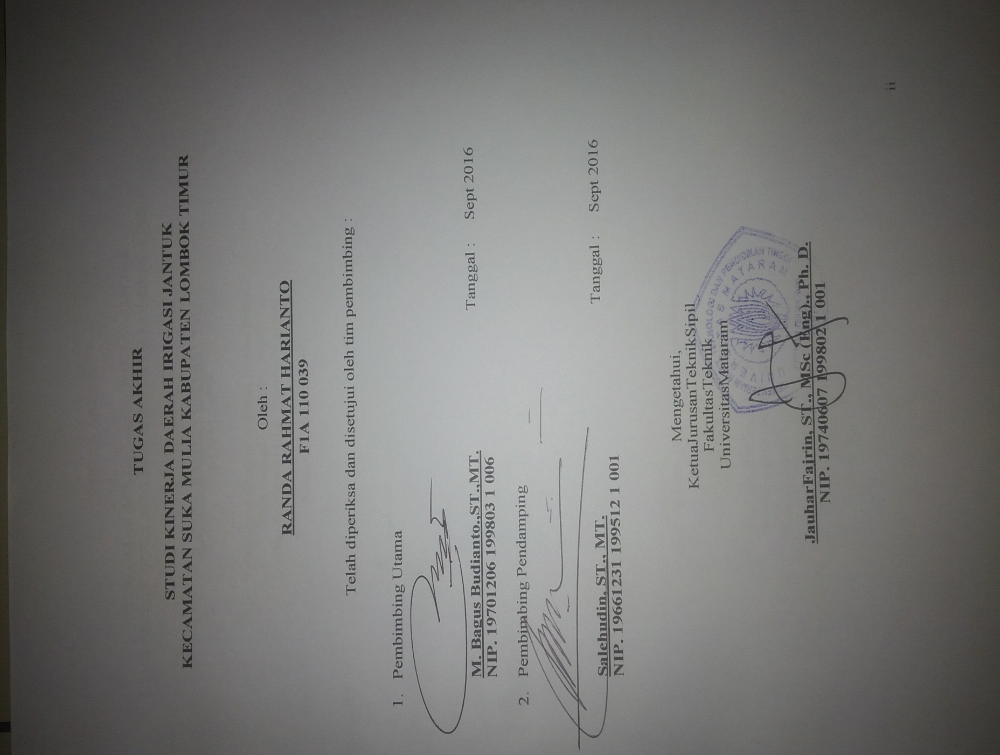 TUGAS AKHIR
STUDI KINERJA DAERAH IRIGASI JANTUK
KECAMATAN SUKA MULIA KABUPATEN LOMBOK TIMUR
Oleh :
RANDA RAHMAT HARIANTO
F1A 110 039
Telah diperiksa dan disetujui oleh tim pembimbing :
1. Pembimbing Utama
M. Bagus Budianto.,ST.,MT. Tanggal : Sept 2016
NIP. 19701206 199803 1 006
2. Pembimbing Pendamping
Salehudin, ST., MT. Tanggal : Sept 2016
NIP. 19661231 199512 1 001
Mengetahui,
KetuaJurusanTeknikSipil
FakultasTeknik
UniversitasMataram
DAN PENDIDIKAN TINGGI
MATARAM
JauharFajrin, ST., MSc (Eng)., Ph. D.
NIP. 19740607 199802 1 001
ii